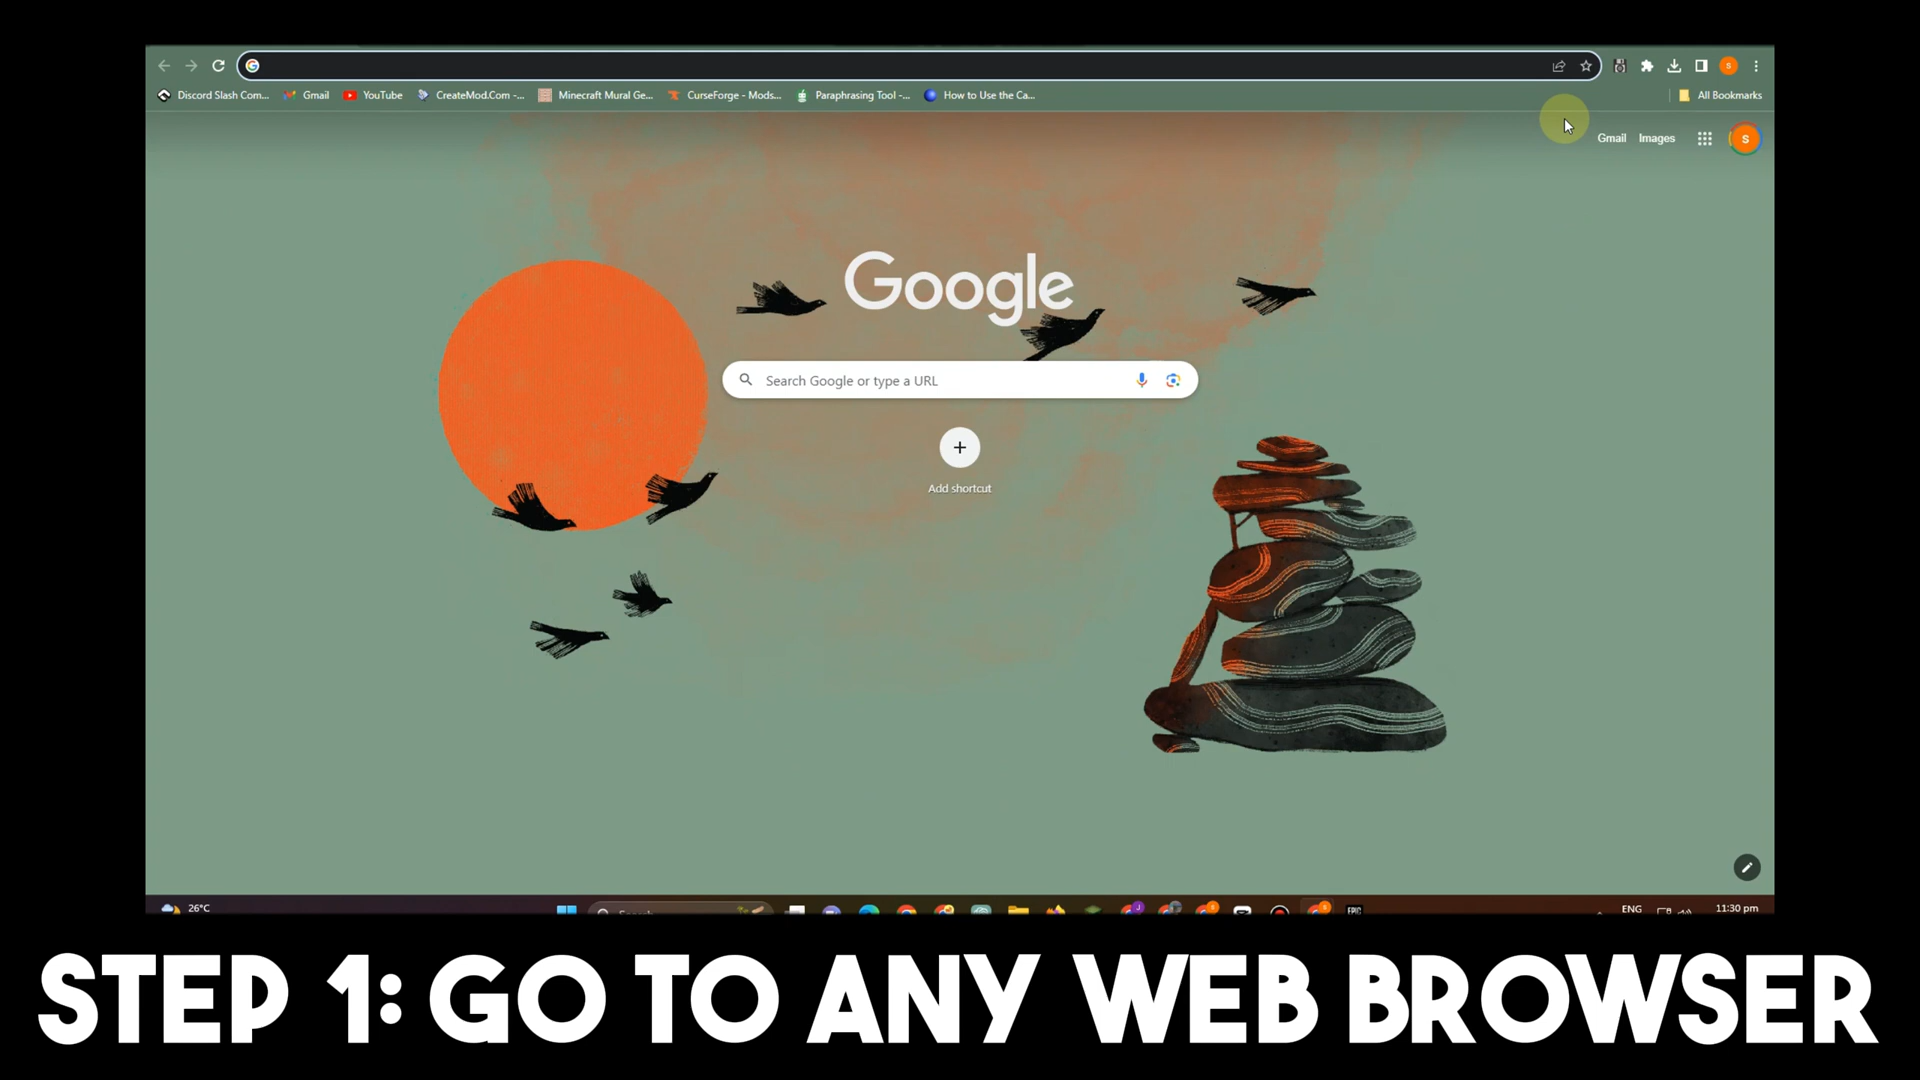 Discord Slash Com...
Gmail
YouTube
CreateMod.Com -...
Minecraft Mural Ge...
CurseForge - Mods...
Paraphrasing Tool -...
How to Use the Ca...
All Bookmarks
S
Gmail Images
S
Google
Search Google or type a URL
Add shortcut
26°C
Search
J
S
S
EPIC
ENG
11:30 pm
STEP 1: GO TO ANY WEB BROWSER